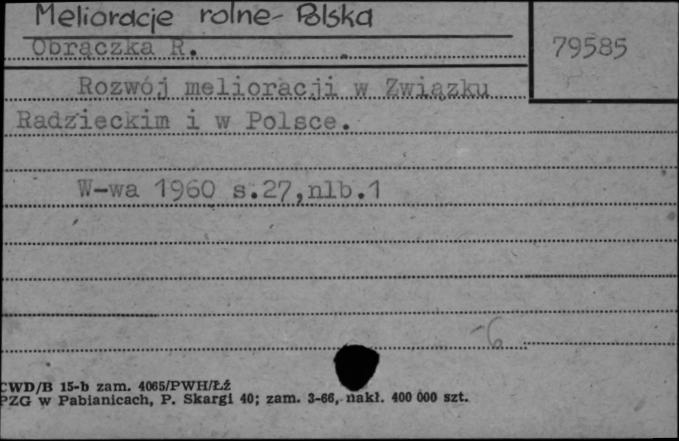 Melioracje rolne - Polska
Obrączka R.
79585
Rozwój melioracji w Związku
Radzieckim i w Polsce.
W-wa 1960 s.27,nlb.1
6
CWD/B 15-b zam. 4065/PWH/Łż
PZG w Pabianicach, P. Skargi 40; zam. 3-66, nakł. 400 000 szt.